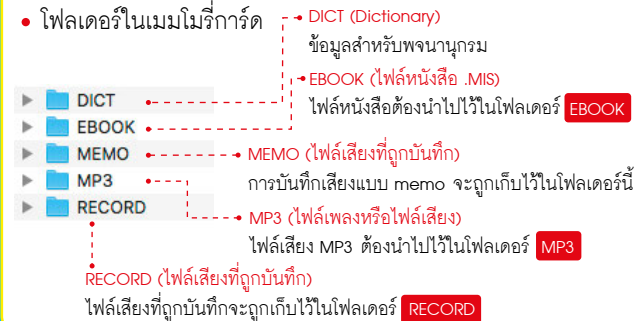 • โฟลเดอร์ในเมมโมรี่การ์ด
DICT (Dictionary)
ข้อมูลสำหรับพจนานุกรม
EBOOK (ไฟล์หนังสือ .MIS)
ไฟล์หนังสือต้องนำไปไว้ในโฟลเดอร์ EBOOK
DICT
EBOOK
MEMO
MP3
RECORD
MEMO (ไฟล์เสียงที่ถูกบันทึก)
การบันทึกเสียงแบบ memo จะถูกเก็บไว้ในโฟลเดอร์นี้
MP3 (ไฟล์เพลงหรือไฟล์เสียง)
ไฟล์เสียง MP3 ต้องนำไปไว้ในโฟลเดอร์ MP3
RECORD (ไฟล์เสียงที่ถูกบันทึก)
ไฟล์เสียงที่ถูกบันทึกจะถูกเก็บไว้ในโฟลเดอร์ RECORD